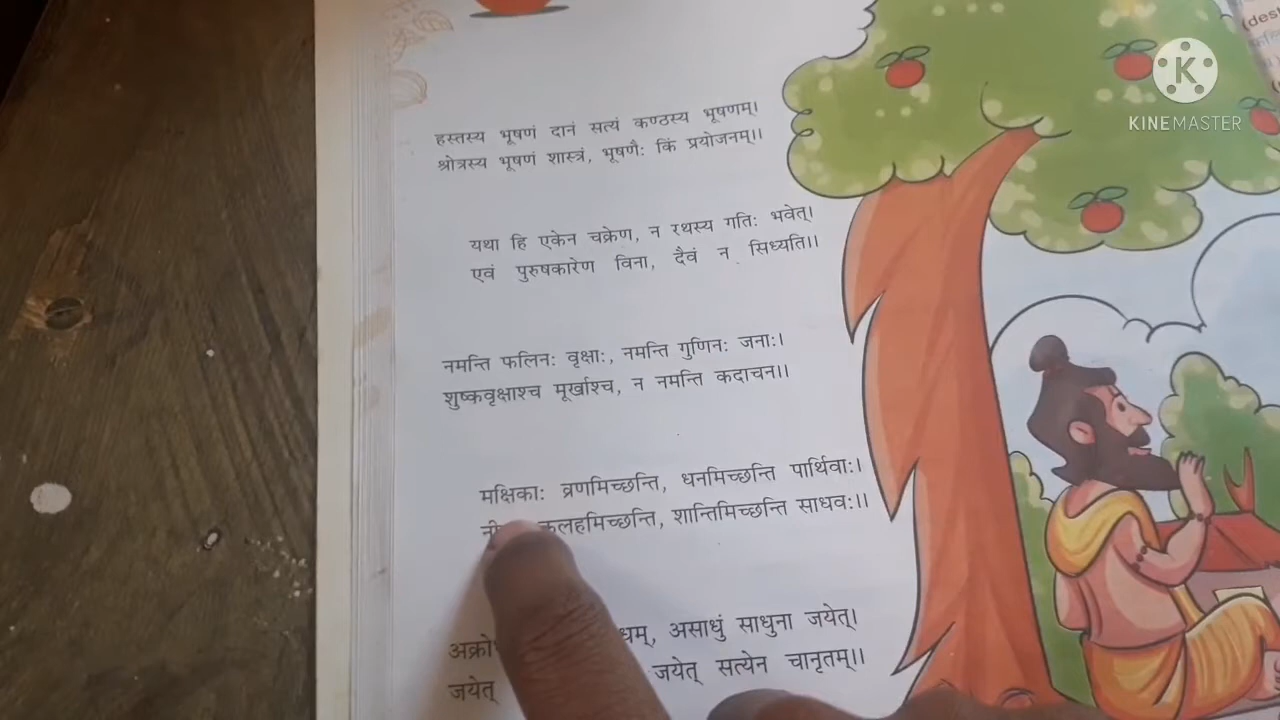 हस्तस्य भूषणं दानं सत्यं कण्ठस्य भूषणम्।
श्रोत्रस्य भूषणं शास्त्रं, भूषणैः किं प्रयोजनम्।।
यथा हि एकेन चक्रेण, न रथस्य गतिः भवेत्।
एवं पुरुषकारेण विना, दैवं न सिध्यति।।
नमन्ति फलिनः वृक्षाः, नमन्ति गुणिनः जनाः।
शुष्कवृक्षाश्च मूर्खाश्च, न नमन्ति कदाचन।।
मक्षिकाः व्रणमिच्छन्ति, धनमिच्छन्ति पार्थिवाः।
कलहमिच्छन्ति, शान्तिमिच्छन्ति साधवः।।
असाधुं साधुना जयेत्।
जयेत् जयेत् सत्येन चानृतम्।।
(dest
K
KINEMASTER